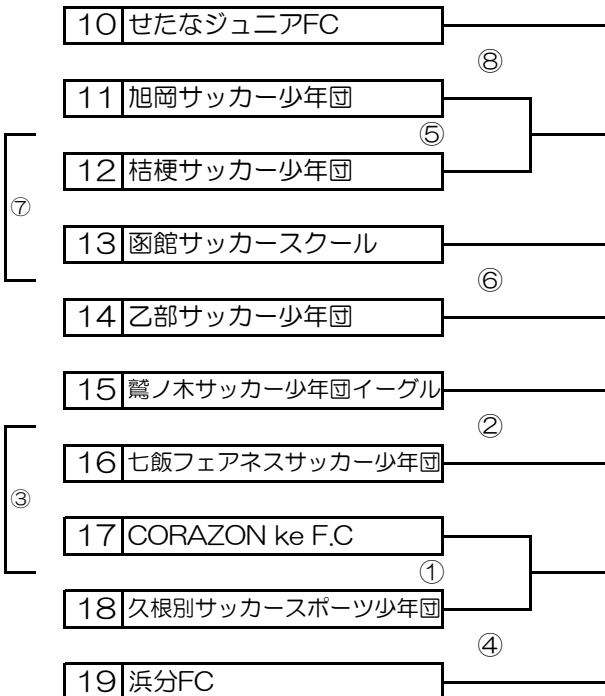 10 せたなジュニアFC
⑧
11 旭岡サッカー少年団
⑤
12 桔梗サッカー少年団
⑦
13 函館サッカースクール
⑥
14 乙部サッカー少年団
15 鷲ノ木サッカー少年団イーグル
②
16 七飯フェアネスサッカー少年団
③
17 CORAZON ke F.C
①
18 久根別サッカースポーツ少年団
④
19 浜分FC